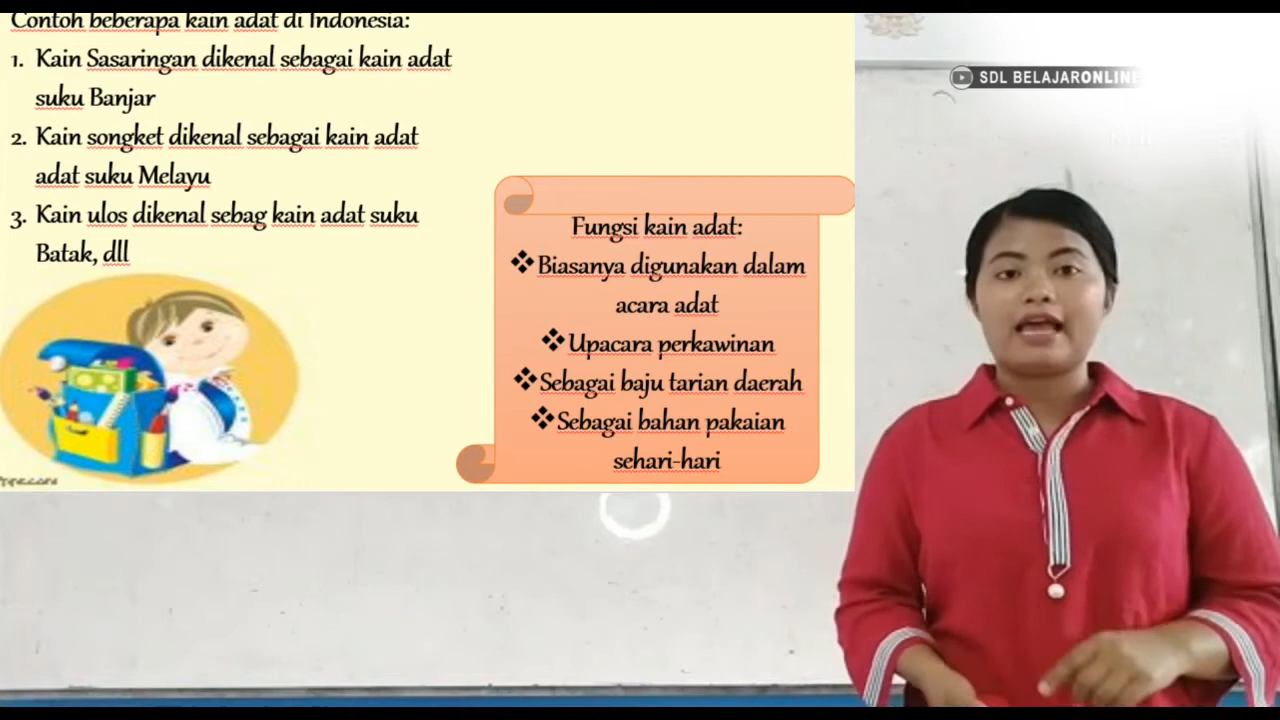 Contoh beberapa kain adat di Indonesia:
1. Kain Sasaringan dikenal sebagai kain adat
suku Banjar
2. Kain songket dikenal sebagai kain adat
adat suku Melayu
3. Kain ulos dikenal sebag kain adat suku
Batak, dll
Fungsi kain adat:
❖Biasanya digunakan dalam
acara adat
❖Upacara perkawinan
❖Sebagai baju tarian daerah
❖Sebagai bahan pakaian
sehari-hari
SDL BELAJARONLINE